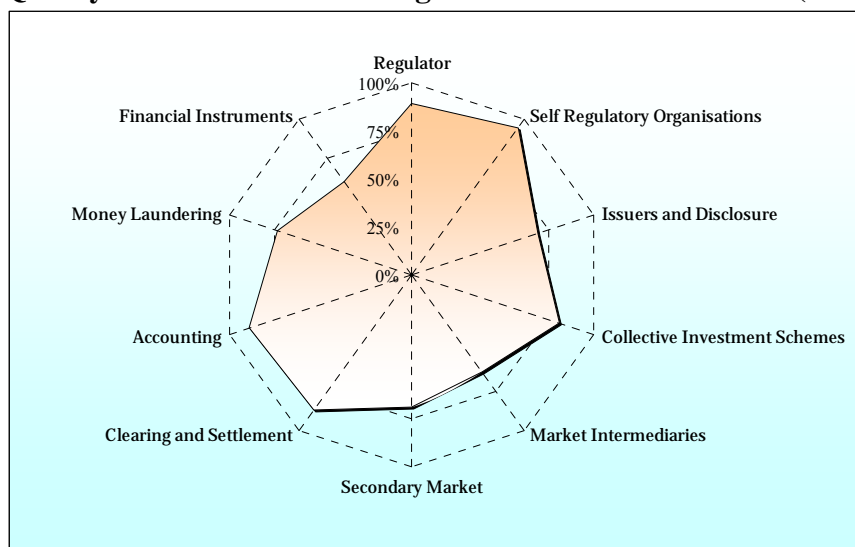 Regulator
100%
Financial Instruments
Self Regulatory Organisations
75%
50%
Money Laundering
Issuers and Disclosure
25%
0%
Accounting
Collective Investment Schemes
Clearing and Settlement
Market Intermediaries
Secondary Market